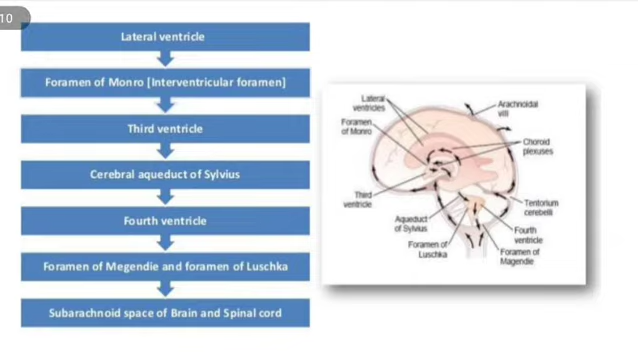 10
Lateral ventricle
Foramen of Monro [Interventricular foramen]
Third ventricle
Cerebral aqueduct of Sylvius
Fourth ventricle
Foramen of Megendie and foramen of Luschka
Subarachnoid space of Brain and Spinal cord
Lateral
ventricles
Foramen
of Monro
Third
ventricle
Aqueduct
of Sylvius
Foramen of
Luschka
Arachnoidal
villi
Choroid
plexuses
Tentorium
cerebelli
Fourth
ventricle
Foramen of
Magendie